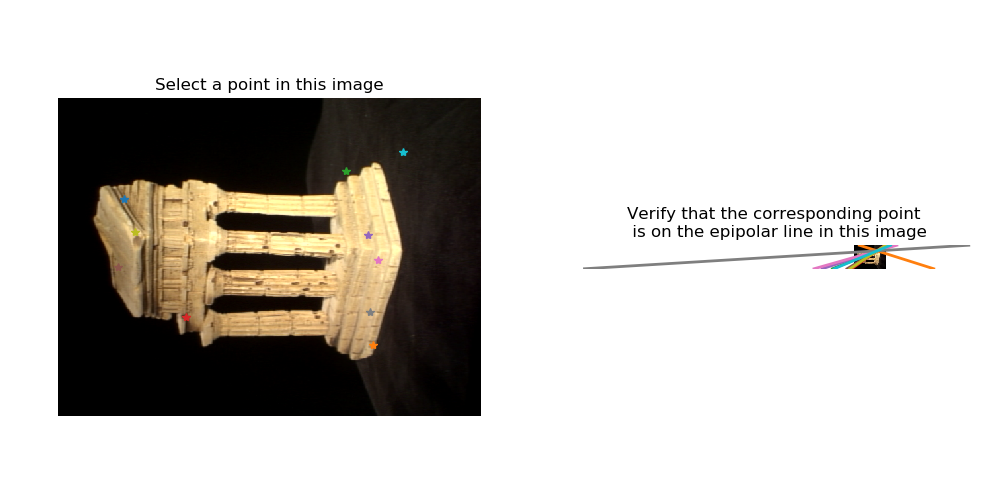 Select a point in this image
Verify that the corresponding point
is on the epipolar line in this image